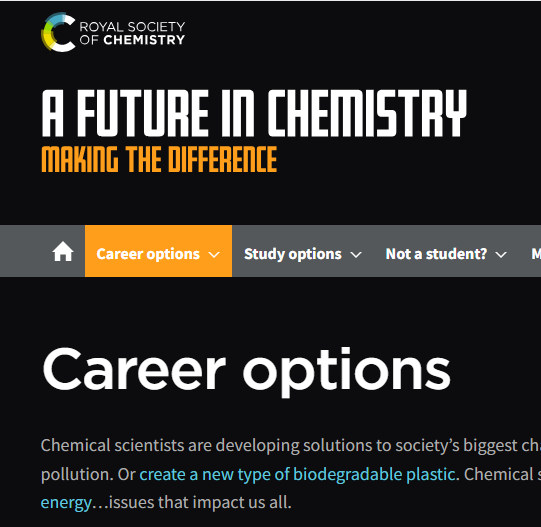 ROYAL SOCIETY
OF CHEMISTRY
A FUTURE IN CHEMISTRY
MAKING THE DIFFERENCE
Career options Study options Not a student? M
Career options
Chemical scientists are developing solutions to society’s biggest cha
pollution. Or create a new type of biodegradable plastic. Chemical s
energy…issues that impact us all.